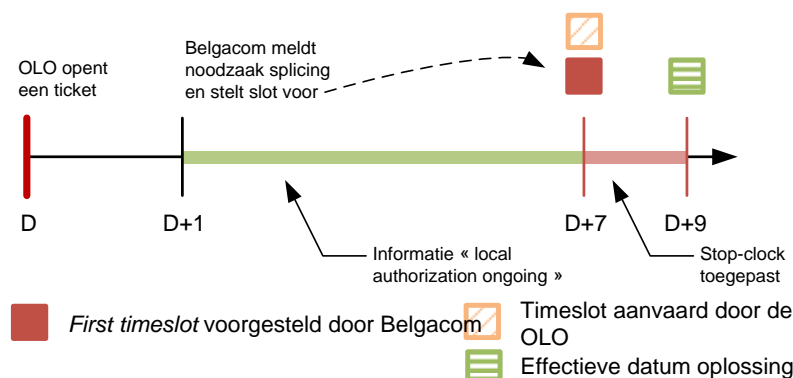 OLO opent
een ticket
Belgacom meldt
noodzaak splicing
en stelt slot voor
D
D+1
D+7
D+9
Informatie « local
authorization ongoing »
Stop-clock
toegepast
First timeslot voorgesteld door Belgacom
Timeslot aanvaard door de
OLO
Effectieve datum oplossing